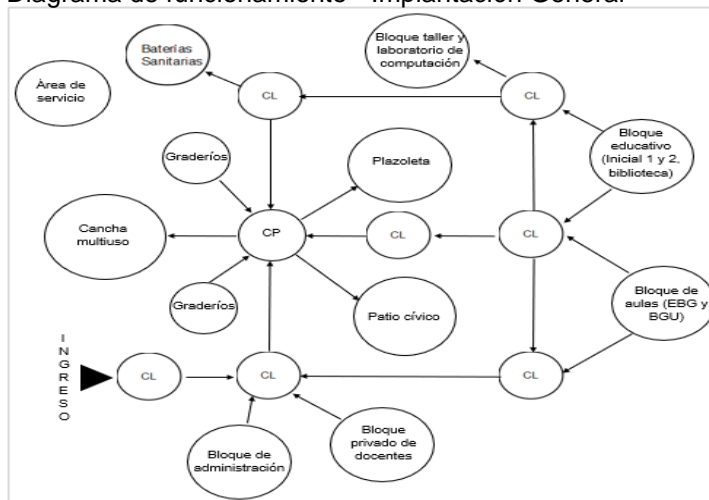 Diagrama de funcionamiento - Implantación General
Baterías
Sanitarias
Bloque taller y
laboratorio de
computación
Área de
servicio
CL
CL
Graderíos
Plazoleta
Bloque
educativo
(Inicial 1 y 2,
biblioteca)
Cancha
multiuso
CP
CL
CL
Graderíos
Patio cívico
Bloque de
aulas (EBG y
BGU)
INGRESO
CL
CL
CL
Bloque de
administración
Bloque
privado de
docentes